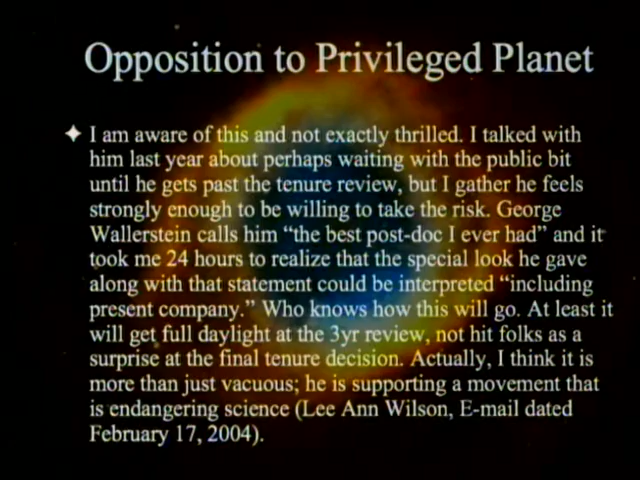 Opposition to Privileged Planet
I am aware of this and not exactly thrilled. I talked with
him last year about perhaps waiting with the public bit
until he gets past the tenure review, but I gather he feels
strongly enough to be willing to take the risk. George
Wallerstein calls him “the best post-doc I ever had” and it
took me 24 hours to realize that the special look he gave
along with that statement could be interpreted “including
present company.” Who knows how this will go. At least it
will get full daylight at the 3yr review, not hit folks as a
surprise at the final tenure decision. Actually, I think it is
more than just vacuous; he is supporting a movement that
is endangering science (Lee Ann Wilson, E-mail dated
February 17, 2004).